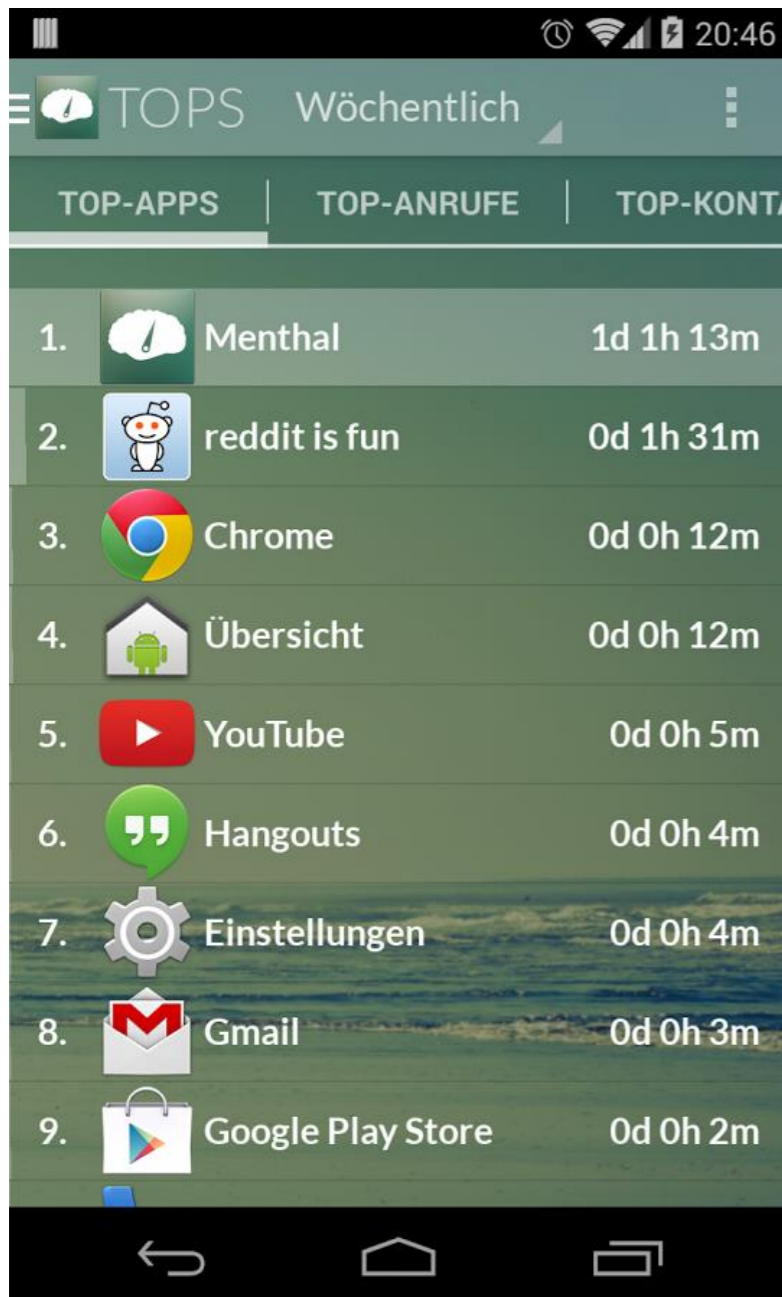 20:46
TOPS Wöchentlich
TOP-APPS TOP-ANRUFE TOP-KONTA
1. Menthal 1d 1h 13m
2. reddit is fun 0d 1h 31m
3. Chrome 0d 0h 12m
4. Übersicht 0d 0h 12m
5. YouTube 0d 0h 5m
6. Hangouts 0d 0h 4m
7. Einstellungen 0d 0h 4m
8. Gmail 0d 0h 3m
9. Google Play Store 0d 0h 2m